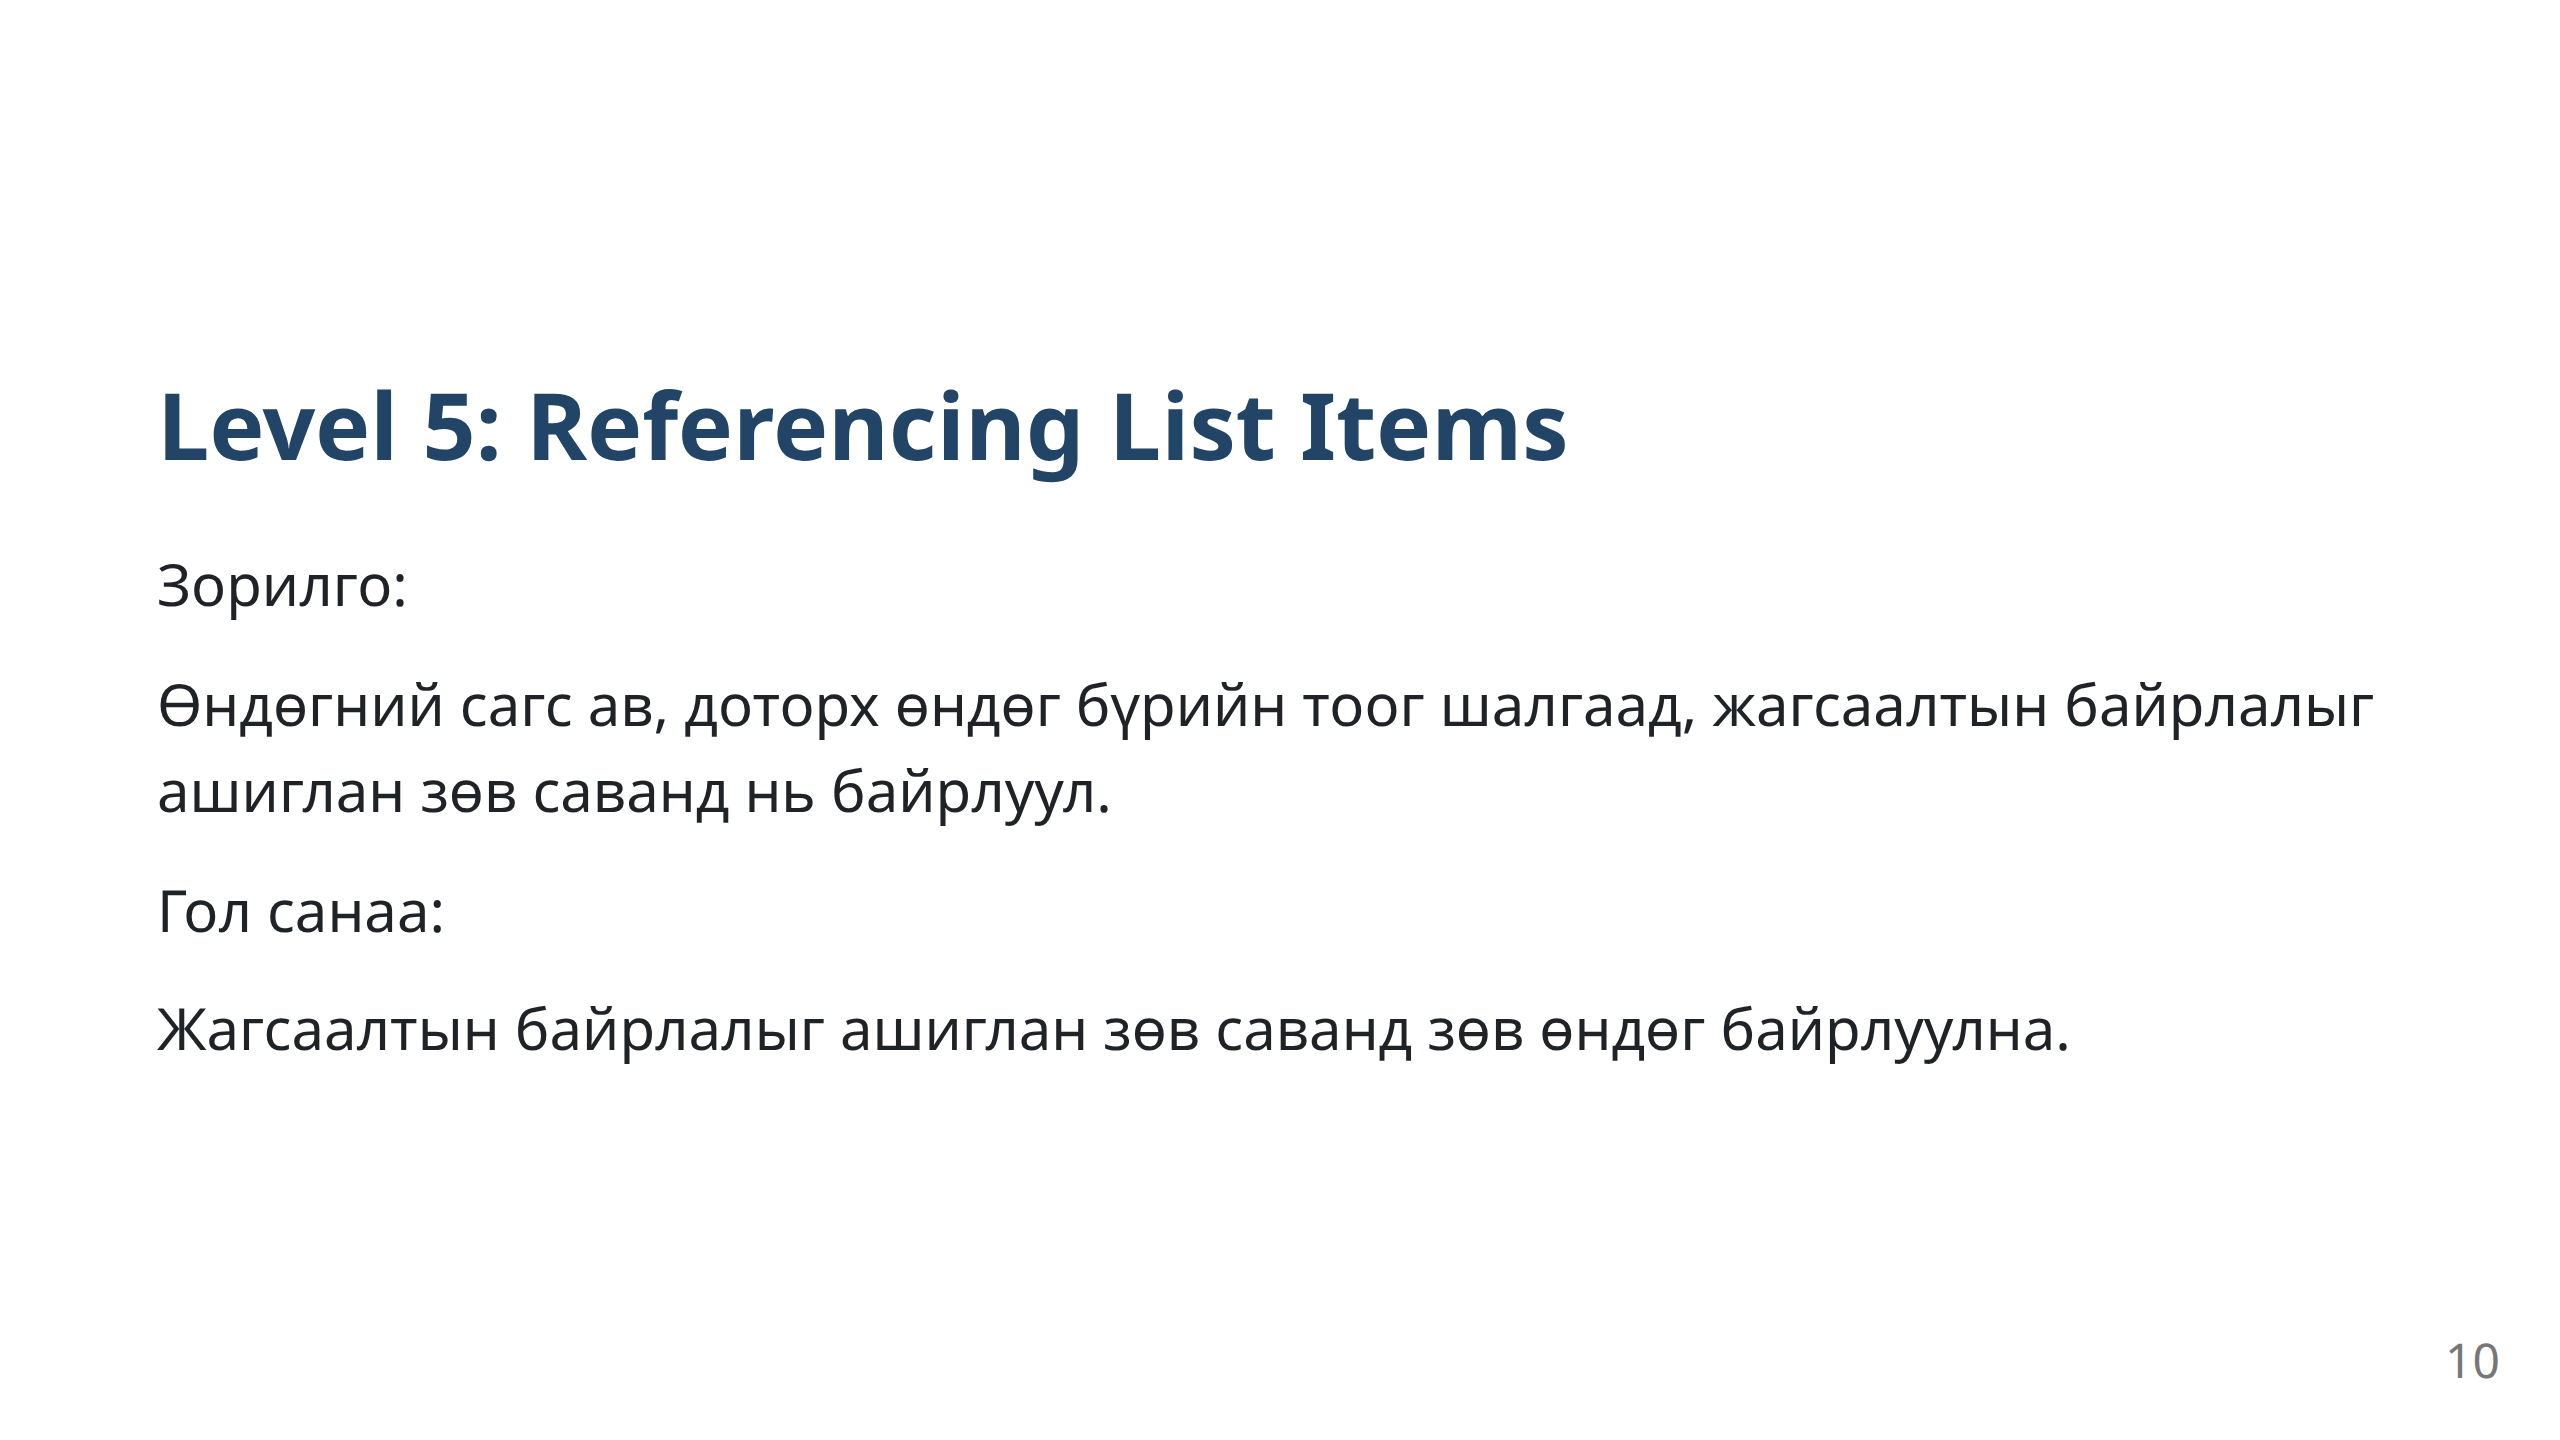 Level 5: Referencing List Items
Зорилго:
Өндөгний сагс ав, доторх өндөг бүрийн тоог шалгаад, жагсаалтын байрлалыг
ашиглан зөв саванд нь байрлуул.
Гол санаа:
Жагсаалтын байрлалыг ашиглан зөв саванд зөв өндөг байрлуулна.
10